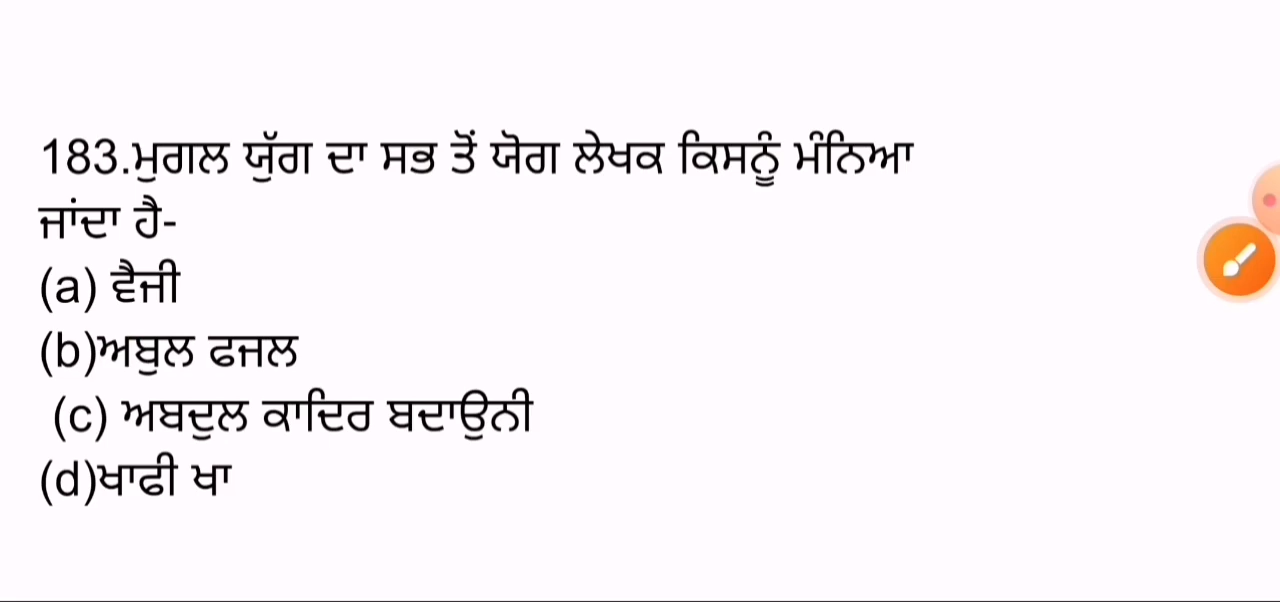 183.ਮੁਗਲ ਯੁੱਗ ਦਾ ਸਭ ਤੋਂ ਯੋਗ ਲੇਖਕ ਕਿਸਨੂੰ ਮੰਨਿਆ
ਜਾਂਦਾ ਹੈ-
(a) ਵੈਜੀ
(b)ਅਬੁਲ ਫਜਲ
(c) ਅਬਦੁਲ ਕਾਦਿਰ ਬਦਾਉਨੀ
(d)ਖਾਫੀ ਖਾ